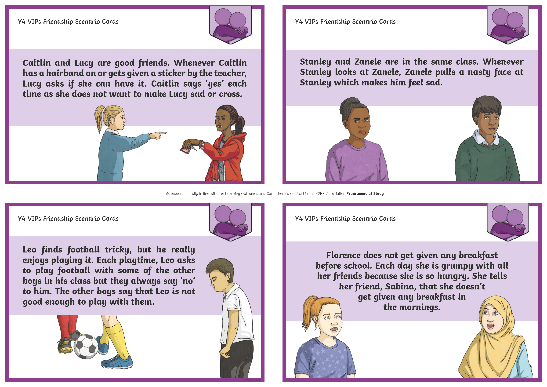 Y4 VIPs Friendship Scenario Cards
Caitlin and Lucy are good friends. Whenever Caitlin
has a hairband on or gets given a sticker by the teacher,
Lucy asks if she can have it. Caitlin says 'yes' each
time as she does not want to make Lucy sad or cross.
Y4 VIPs Friendship Scenario Cards
Stanley and Zanele are in the same class. Whenever
Stanley looks at Zanele, Zanele pulls a nasty face at
Stanley which makes him feel sad.
Y4 VIPs Friendship Scenario Cards
Leo finds football tricky, but he really
enjoys playing it. Each playtime, Leo asks
to play football with some of the other
boys in his class but they always say 'no'
to him. The other boys say that Leo is not
good enough to play with them.
Y4 VIPs Friendship Scenario Cards
Florence does not get given any breakfast
before school. Each day she is grumpy with all
her friends because she is so hungry. She tells
her friend, Sabina, that she doesn't
get given any breakfast in
the mornings.